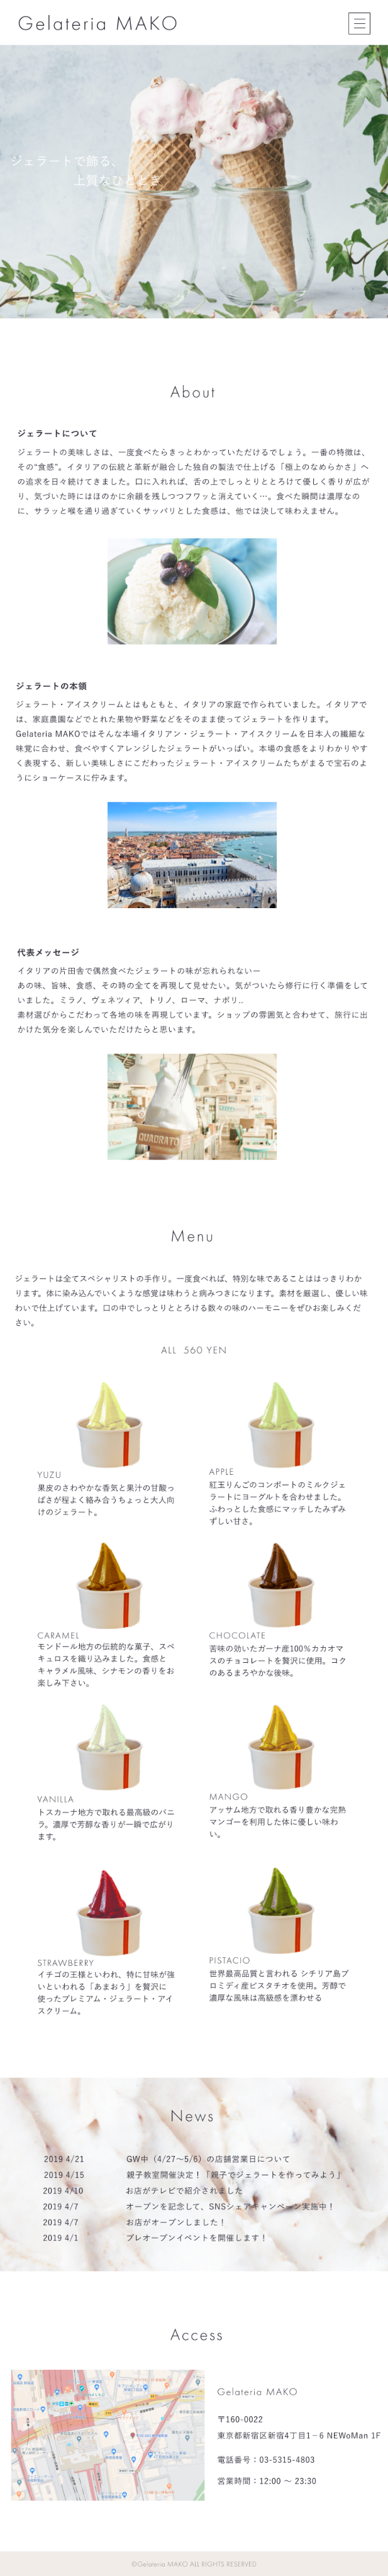 Gelateria MAKO
ジェラートで飾る、
上質なひととき
About
ジェラートについて
ジェラートの美味しさは、一度食べたらきっとわかっていただけるでしょう。一番の特徴は、
その“食感”。イタリアの伝統と革新が融合した独自の製法で仕上げる「極上のなめらかさ」へ
の追求を日々続けてきました。口に入れれば、舌の上でしっとりととろけて優しく香りが広が
り、気づいた時にはほのかに余韻を残しつつフワッと消えていく…。食べた瞬間は濃厚なの
に、サラッと喉を通り過ぎていくサッパリとした食感は、他では決して味わえません。
ジェラートの本領
ジェラート・アイスクリームとはもともと、イタリアの家庭で作られていました。イタリアで
は、家庭農園などでとれた果物や野菜などをそのまま使ってジェラートを作ります。
Gelateria MAKOではそんな本場イタリアン・ジェラート・アイスクリームを日本人の繊細な
味覚に合わせ、食べやすくアレンジしたジェラートがいっぱい。本場の食感をよりわかりやす
く表現する、新しい美味しさにこだわったジェラート・アイスクリームたちがまるで宝石のよ
うにショーケースに佇みます。
代表メッセージ
イタリアの片田舎で偶然食べたジェラートの味が忘れられないー
あの味、旨味、食感、その時の全てを再現して見せたい。気がついたら修行に行く準備をして
いました。ミラノ、ヴェネツィア、トリノ、ローマ、ナポリ..
素材選びからこだわって各地の味を再現しています。ショップの雰囲気と合わせて、旅行に出
かけた気分を楽しんでいただけたらと思います。
QUADRATO
Menu
ジェラートは全てスペシャリストの手作り。一度食べれば、特別な味であることははっきりわか
ります。体に染み込んでいくような感覚は味わうと病みつきになります。素材を厳選し、優しい味
わいで仕上げています。口の中でしっとりととろける数々の味のハーモニーをぜひお楽しみくだ
さい。
ALL 560 YEN
YUZU
果皮のさわやかな香気と果汁の甘酸っ
ぱさが程よく絡み合うちょっと大人向
けのジェラート。
APPLE
紅玉りんごのコンポートのミルクジェ
ラートにヨーグルトを合わせました。
ふわっとした食感にマッチしたみずみ
ずしい甘さ。
CARAMEL
モンドール地方の伝統的な菓子、スペ
キュロスを織り込みました。食感と
キャラメル風味、シナモンの香りをお
楽しみ下さい。
CHOCOLATE
苦味の効いたガーナ産100%カカオマ
スのチョコレートを贅沢に使用。コク
のあるまろやかな後味。
VANILLA
トスカーナ地方で取れる最高級のバニ
ラ。濃厚で芳醇な香りが一瞬で広がり
ます。
MANGO
アッサム地方で取れる香り豊かな完熟
マンゴーを利用した体に優しい味わ
い。
STRAWBERRY
イチゴの王様といわれ、特に甘味が強
いといわれる「あまおう」を贅沢に
使ったプレミアム・ジェラート・アイ
スクリーム。
PISTACIO
世界最高品質と言われる シチリア島ブ
ロミディ産ピスタチオを使用。芳醇で
濃厚な風味は高級感を漂わせる
News
2019 4/21 GW中（4/27〜5/6）の店舗営業日について
2019 4/15 親子教室開催決定！「親子でジェラートを作ってみよう」
2019 4/10 お店がテレビで紹介されました
2019 4/7 オープンを記念して、SNSシェアキャンペーン実施中！
2019 4/7 お店がオープンしました！
2019 4/1 プレオープンイベントを開催します！
Access
Gelateria MAKO
〒160-0022
東京都新宿区新宿4丁目1−6 NEWoMan 1F
電話番号：03-5315-4803
営業時間：12:00 〜 23:30
©Gelateria MAKO ALL RIGHTS RESERVED